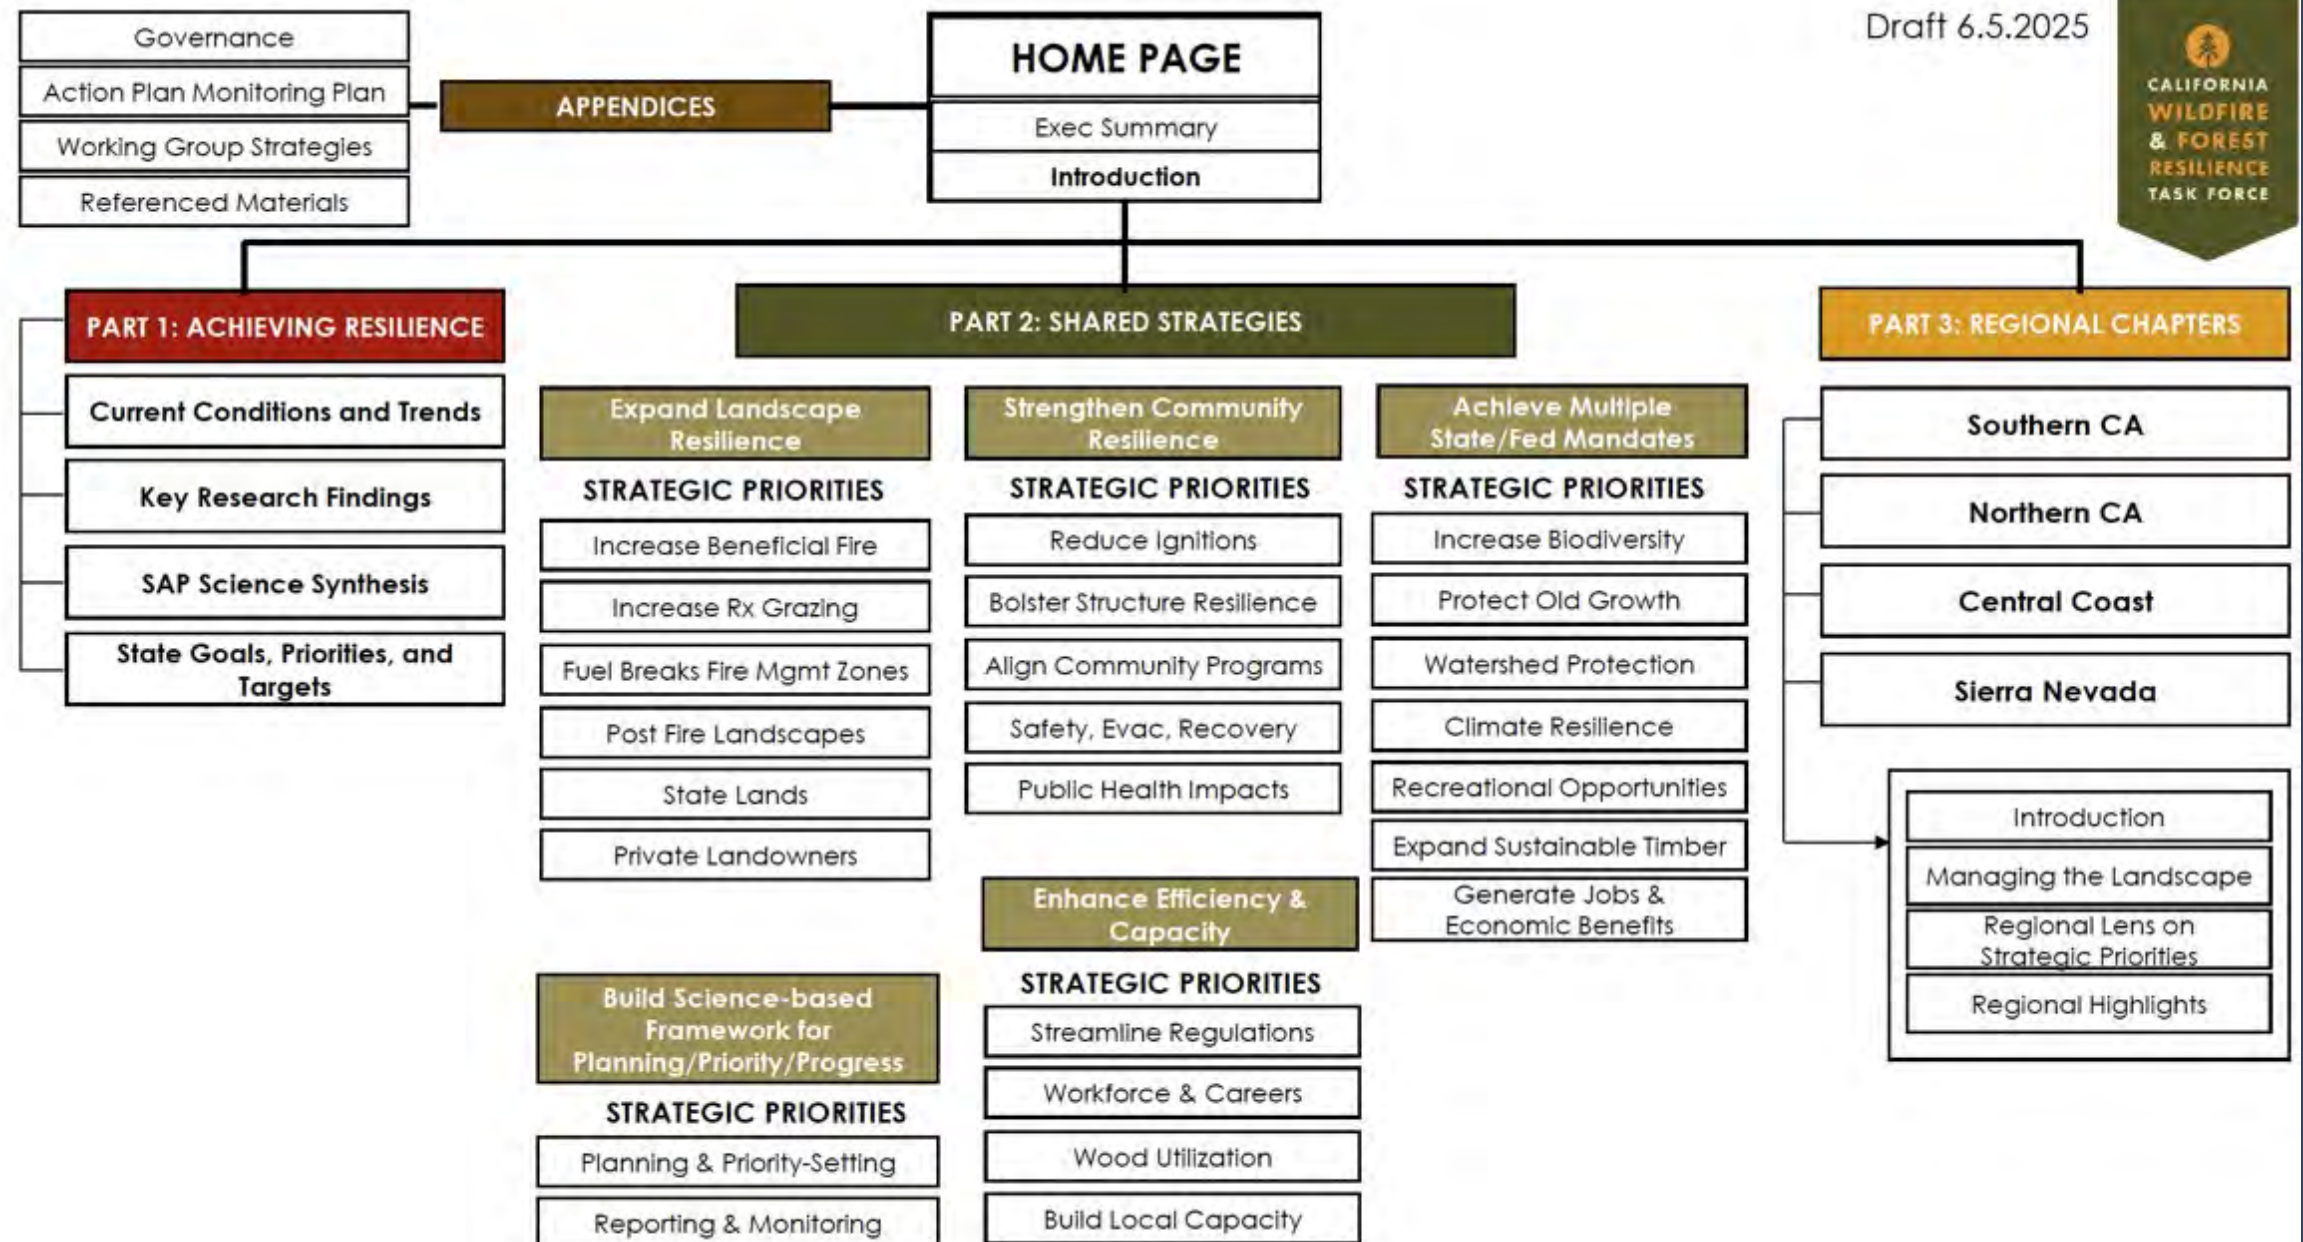 Governance
Action Plan Monitoring Plan
Working Group Strategies
Referenced Materials
APPENDICES
HOME PAGE
Exec Summary
Introduction
Draft 6.5.2025
CALIFORNIA
WILDFIRE
& FOREST
RESILIENCE
TASK FORCE
PART 1: ACHIEVING RESILIENCE
Current Conditions and Trends
Key Research Findings
SAP Science Synthesis
State Goals, Priorities, and
Targets
PART 2: SHARED STRATEGIES
Expand Landscape
Resilience
STRATEGIC PRIORITIES
Increase Beneficial Fire
Increase Rx Grazing
Fuel Breaks Fire Mgmt Zones
Post Fire Landscapes
State Lands
Private Landowners
Build Science-based
Framework for
Planning/Priority/Progress
STRATEGIC PRIORITIES
Planning & Priority-Setting
Reporting & Monitoring
Strengthen Community
Resilience
STRATEGIC PRIORITIES
Reduce Ignitions
Bolster Structure Resilience
Align Community Programs
Safety, Evac, Recovery
Public Health Impacts
Enhance Efficiency &
Capacity
STRATEGIC PRIORITIES
Streamline Regulations
Workforce & Careers
Wood Utilization
Build Local Capacity
Achieve Multiple
State/Fed Mandates
STRATEGIC PRIORITIES
Increase Biodiversity
Protect Old Growth
Watershed Protection
Climate Resilience
Recreational Opportunities
Expand Sustainable Timber
Generate Jobs &
Economic Benefits
PART 3: REGIONAL CHAPTERS
Southern CA
Northern CA
Central Coast
Sierra Nevada
Introduction
Managing the Landscape
Regional Lens on
Strategic Priorities
Regional Highlights